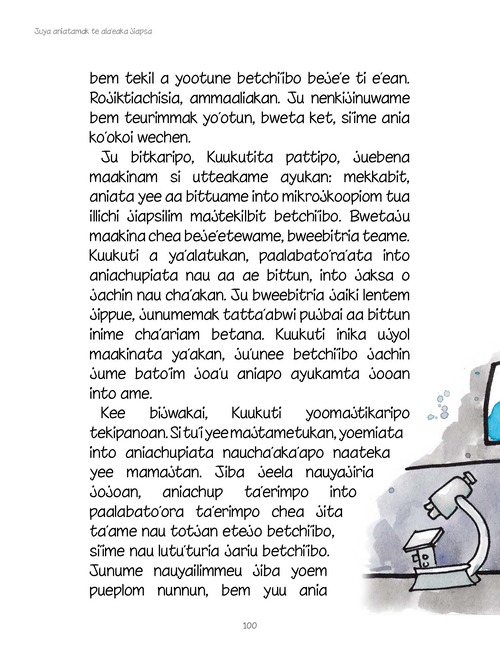 Juya aniatamak te ala'eaka jiapsa
bem tekil a yootune betchi'ibo beje'e ti e'ean.
Rojiktiachisia, ammaaliakan. Ju nenkijinuwame
bem teurimmak yo'otun, bweta ket, si'ime ania
ko'okoi wechen.
Ju bitkaripo, Kuukutita pattipo, juebena
maakinam si utteakame ayukan: mekkabit,
aniata yee aa bittuame into mikrojkoopiom tua
illichi jiapsilim majtekilbit betchi'ibo. Bwetaju
maakina chea beje'etewame, bweebitria teame.
Kuukuti a ya'alatukan, paalabato'ra'ata into
aniachupiata nau aa ae bittun, into jaksa o
jachin nau cha'akan. Ju bweebitria jaiki lentem
jippue, junumemak tatta'abwi pujbai aa bittun
inime cha'ariam betana. Kuukuti inika ujyol
maakinata ya'akan, ju'unee betchi'ibo jachin
jume bato'im joa'u aniapo ayukamta jooan
into ame.
Kee bijwakai, Kuukuti yoomajtikaripo
tekipanoan. Si tu'i yee majtametukan, yoemiata
into aniachupiata naucha'aka'apo naateka
yee mamajtan. Jiba jeela nauyajiria
jojoan, aniachup ta'erimpo into
paalabato'ora ta'erimpo chea jita
ta'ame nau totjan etejo betchi'ibo,
si'ime nau lutu'turia jariu betchi'ibo.
Junume nauyailimmeu jiba yoem
pueplom nunnun, bem yuu ania
100